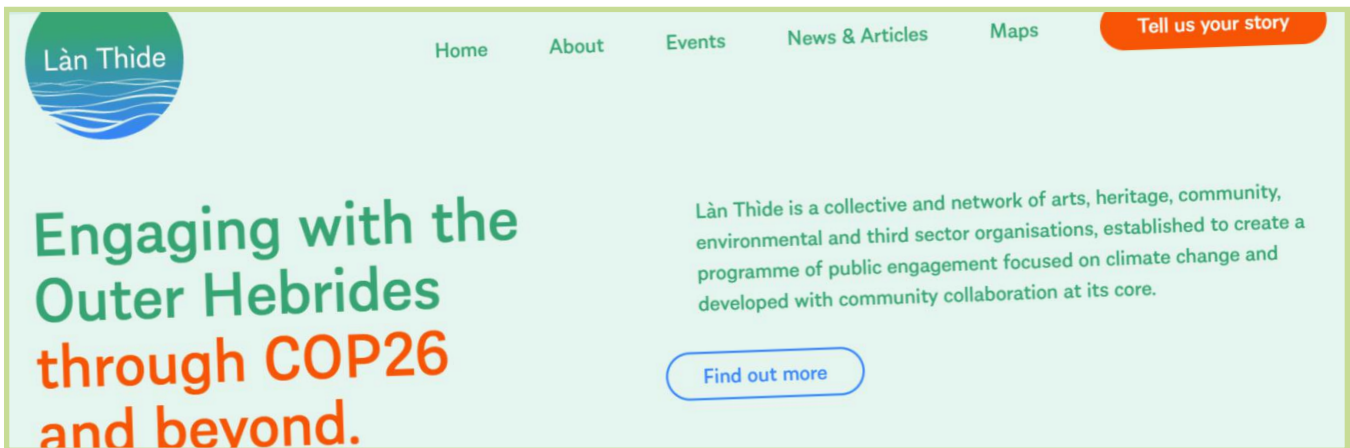 Làn Thìde
Home About Events News & Articles Maps Tell us your story
Engaging with the
Outer Hebrides
through COP26
and beyond.
Làn Thìde is a collective and network of arts, heritage, community,
environmental and third sector organisations, established to create a
programme of public engagement focused on climate change and
developed with community collaboration at its core.
Find out more